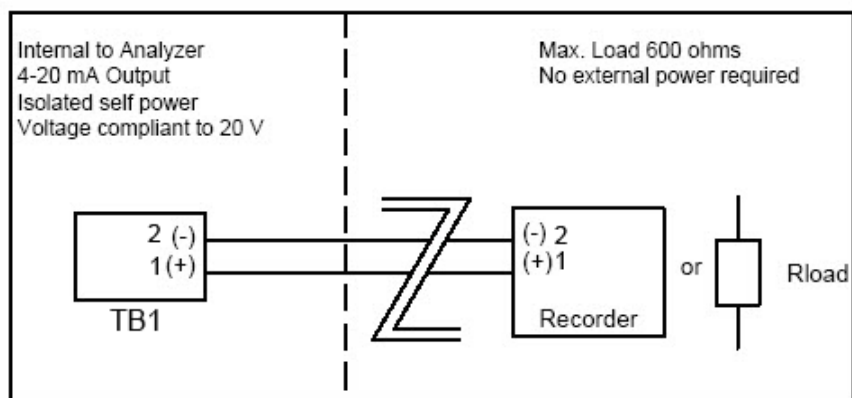 Internal to Analyzer
4-20 mA Output
Isolated self power
Voltage compliant to 20 V
Max. Load 600 ohms
No external power required
2 (-)
1 (+)
TB1
(-) 2
(+) 1
Recorder
or
Rload